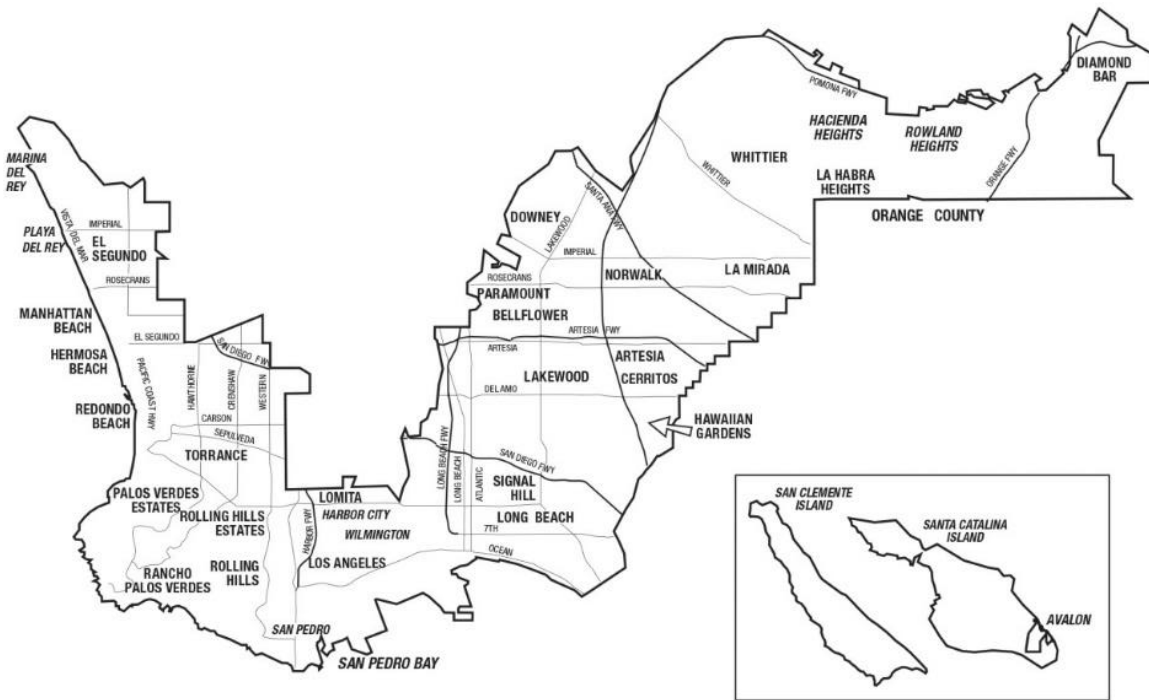 DIAMOND
BAR
POMONA FWY
HACIENDA
HEIGHTS
ROWLAND
HEIGHTS
MARINA
DEL
REY
WHITTIER
WHITTIER
ORANGE FWY
LA HABRA
HEIGHTS
ORANGE COUNTY
SANTA ANA FWY
DOWNEY
LAKEWOOD
VISTA DEL MAR
IMPERIAL
PLAYA
DEL REY
EL
SEGUNDO
IMPERIAL
NORWALK
LA MIRADA
ROSECRANS
ROSECRANS
PARAMOUNT
BELLFLOWER
MANHATTAN
BEACH
EL SEGUNDO
ARTESIA FWY
ARTESIA
SAN DIEGO FWY
HERMOSA
BEACH
ARTESIA
CERRITOS
LAKEWOOD
DEL AMO
PACIFIC COAST HWY
HAWTHORNE
CRENSHAW
WESTERN
REDONDO
BEACH
CARSON
SEPULVEDA
HAWAIIAN
GARDENS
TORRANCE
LONG BEACH FWY
LONG BEACH
ATLANTIC
SAN DIEGO FWY
SIGNAL
HILL
PALOS VERDES
ESTATES
LOMITA
HARBOR CITY
ROLLING HILLS
ESTATES
LONG BEACH
HARBOR FWY
WILMINGTON
7TH
OCEAN
LOS ANGELES
RANCHO
PALOS VERDES
ROLLING
HILLS
SAN PEDRO
SAN PEDRO BAY
SAN CLEMENTE
ISLAND
SANTA CATALINA
ISLAND
AVALON